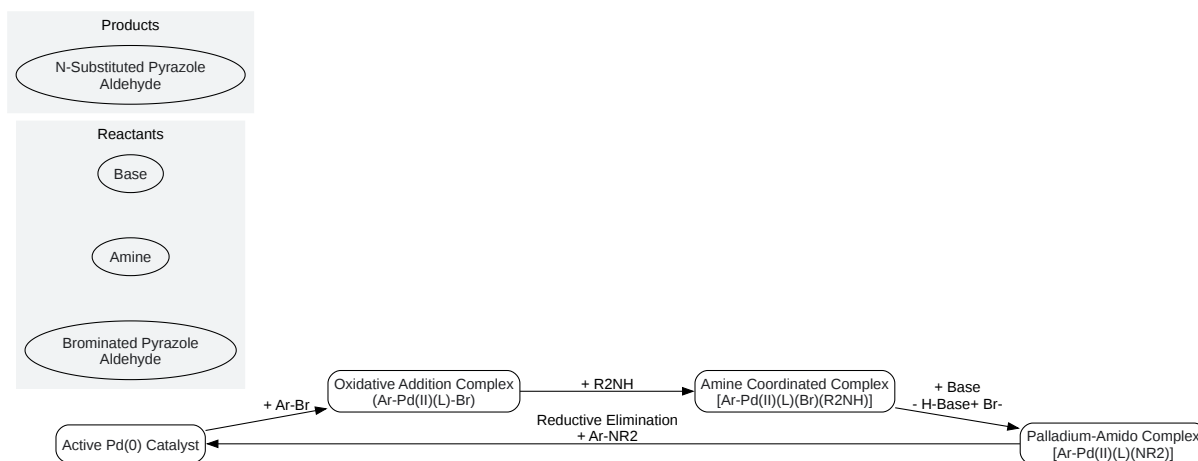 Products
N-Substituted Pyrazole
Aldehyde
Reactants
Base
Amine
Brominated Pyrazole
Aldehyde
Oxidative Addition Complex
(Ar-Pd(II)(L)-Br)
+ R2NH
Amine Coordinated Complex
[Ar-Pd(II)(L)(Br)(R2NH)]
+ Base
- H-Base+ Br-
+ Ar-Br
Reductive Elimination
+ Ar-NR2
Active Pd(0) Catalyst
Palladium-Amido Complex
[Ar-Pd(II)(L)(NR2)]